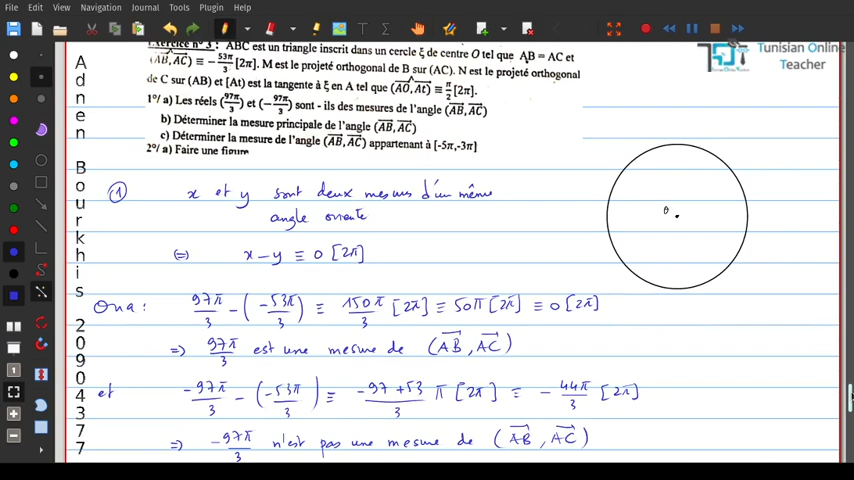 File Edit Journal Tools Plugin Help
Exercice n° 3 : ABC est un triangle inscrit dans un cercle ξ de centre O tel que AB = AC et
(AB, AC) ≡ -53π/3 [2π]. M est le projeté orthogonal de B sur (AC). N est le projeté orthogonal
de C sur (AB) et [At) est la tangente à ξ en A tel que (AO, At) ≡ π/2 [2π].
1°/ a) Les réels (97π/3) et (-97π/3) sont - ils des mesures de l'angle (AB, AC)
b) Déterminer la mesure principale de l'angle (AB, AC)
c) Déterminer la mesure de l'angle (AB, AC) appartenant à [-5π,-3π]
2°/ a) Faire une figure
Tunisian Online
Teacher
Adnen Bourkhis 20904377
1
x et y sont deux mesures d'un même
angle orienté
⇔ x - y ≡ 0 [2π]
On a : 97π/3 - (-53π/3) ≡ 150π/3 [2π] ≡ 50π [2π] ≡ 0 [2π]
⇒ 97π/3 est une mesure de (AB, AC)
et -97π/3 - (-53π/3) ≡ -97+53/3 π [2π] ≡ -44π/3 [2π]
⇒ -97π/3 n'est pas une mesure de (AB, AC)